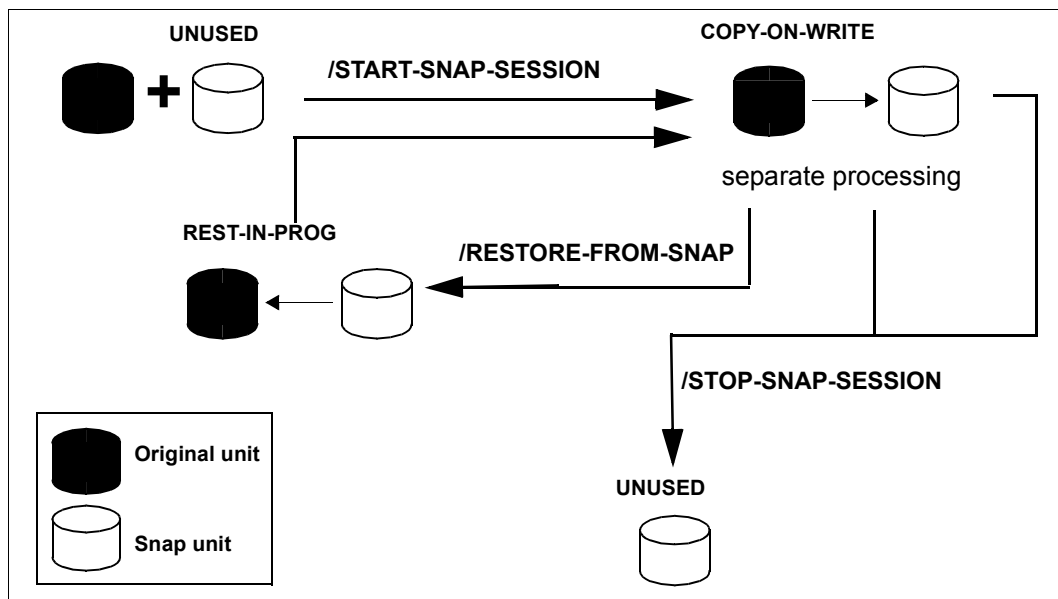 UNUSED
COPY-ON-WRITE
/START-SNAP-SESSION
separate processing
REST-IN-PROG
/RESTORE-FROM-SNAP
/STOP-SNAP-SESSION
Original unit
UNUSED
Snap unit